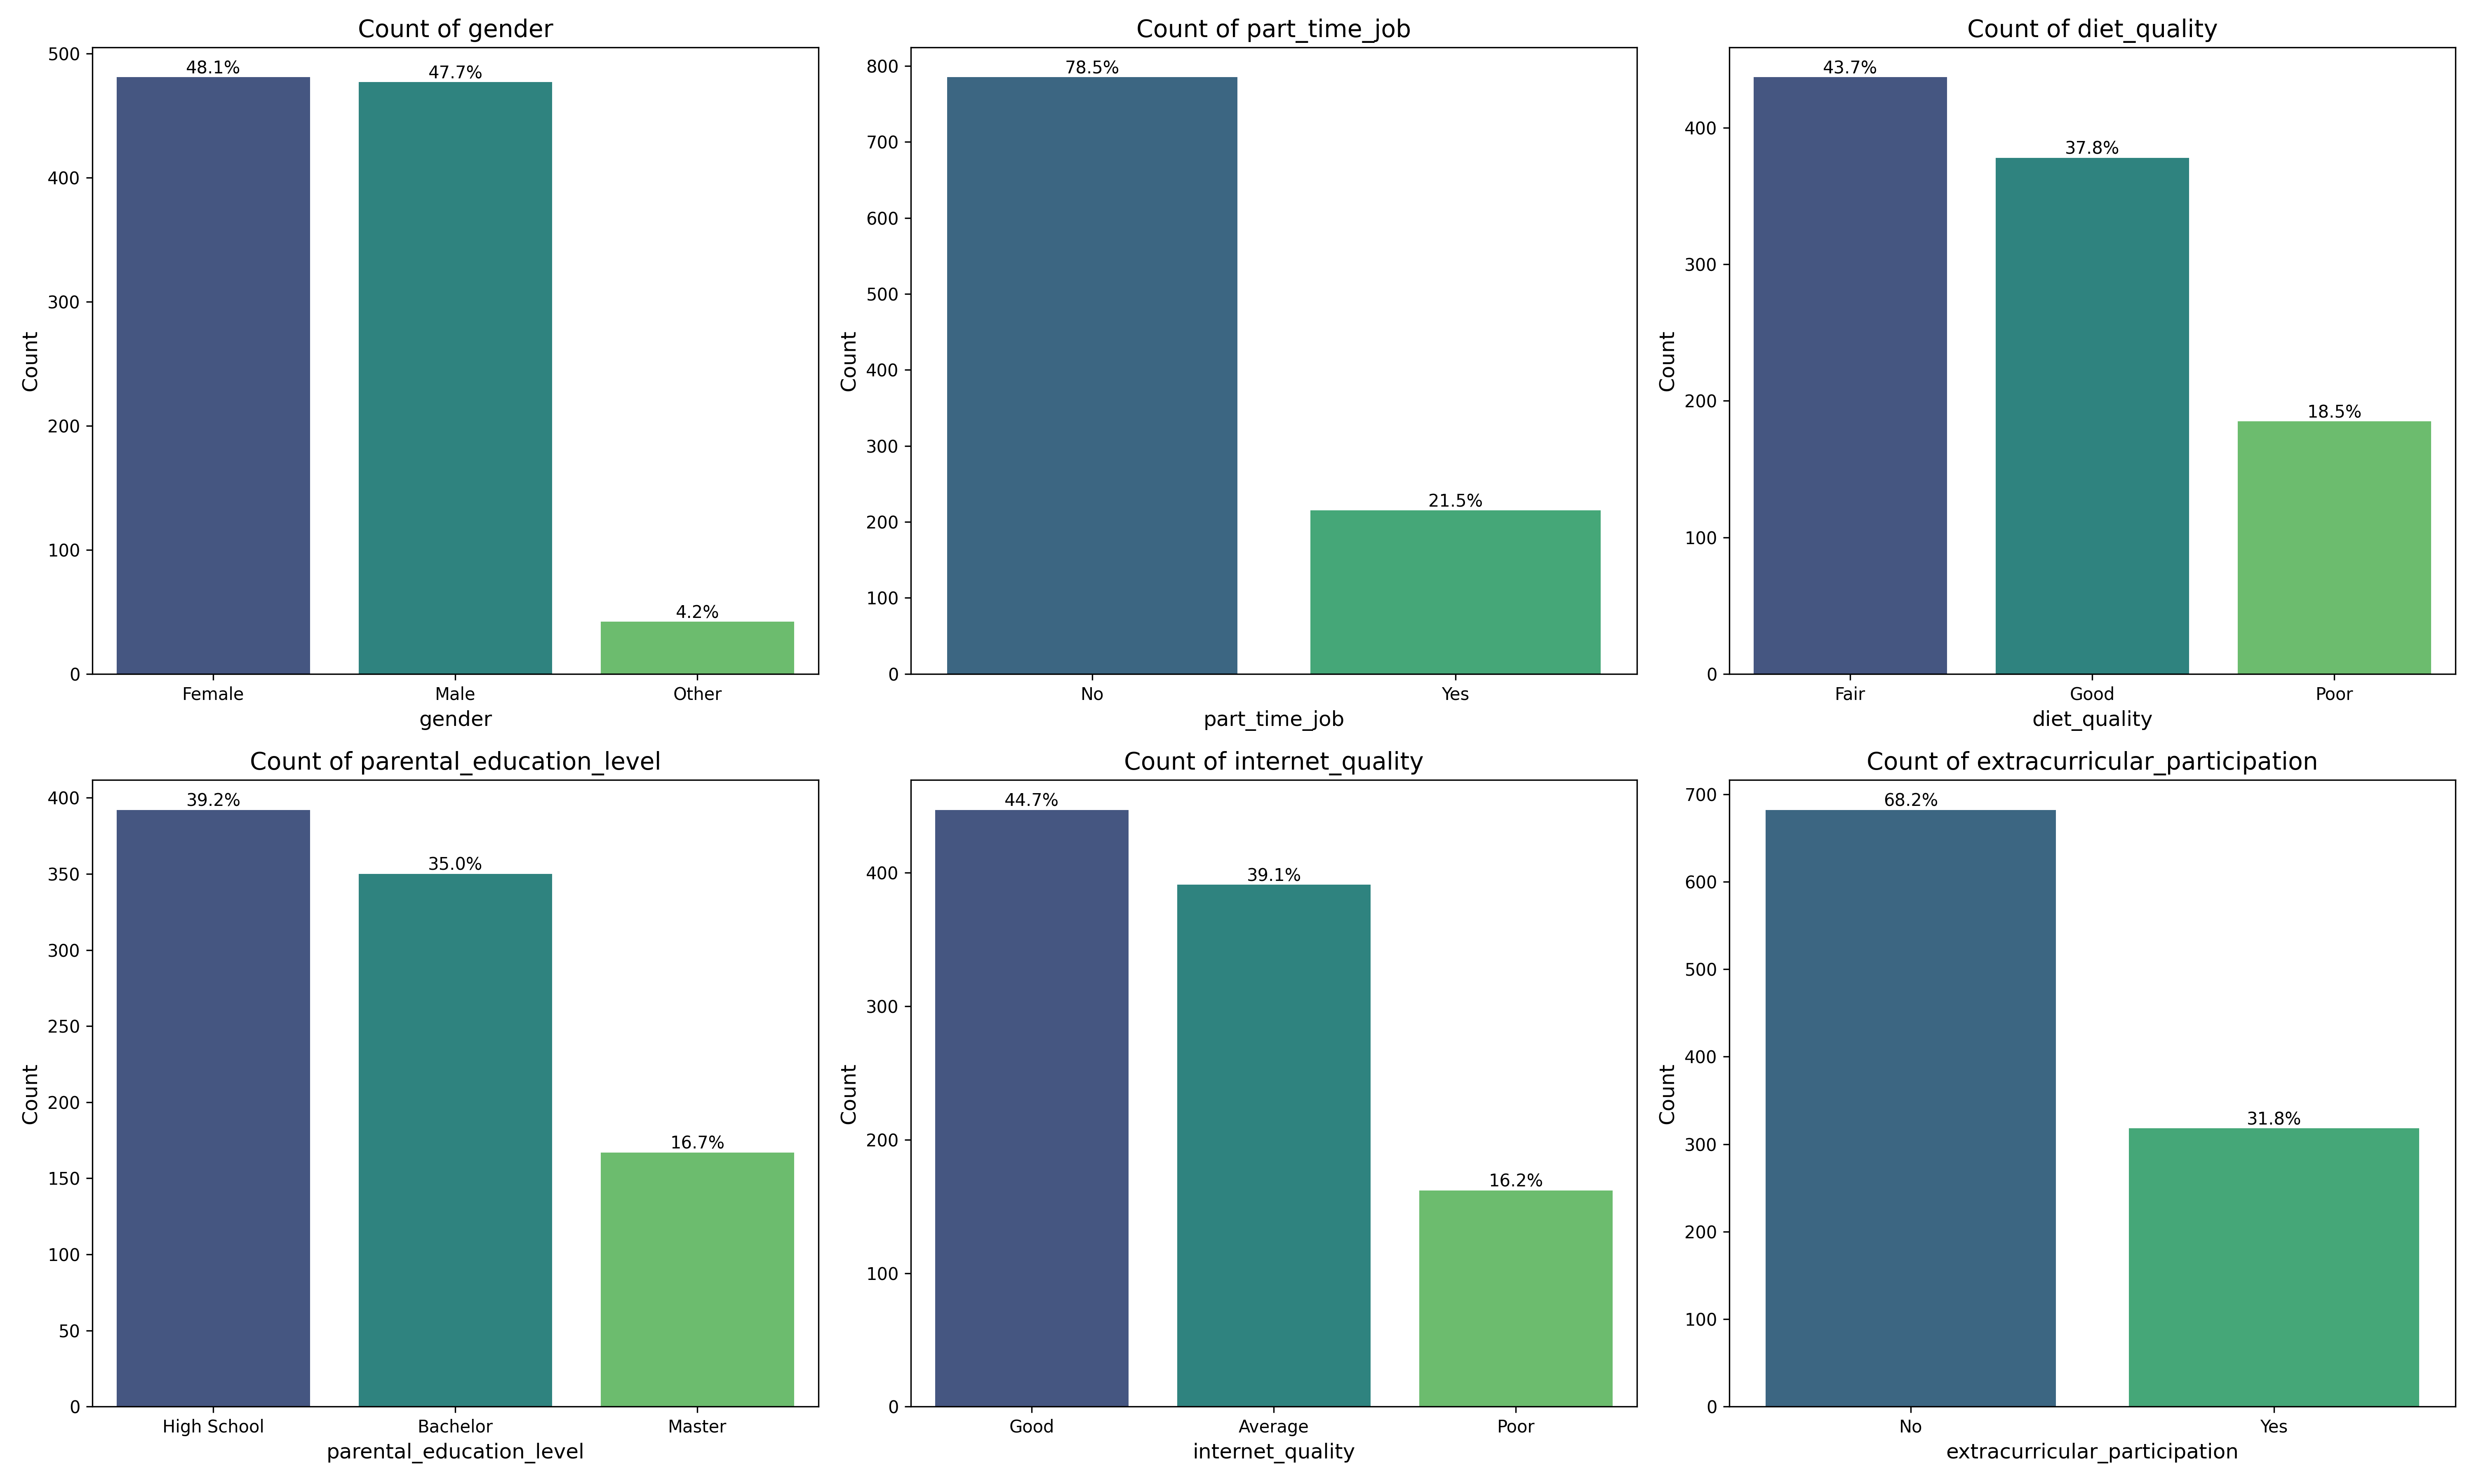 Count of gender
500
400
300
200
100
0
Count
48.1%
47.7%
4.2%
Female
Male
Other
gender
Count of part_time_job
800
700
600
500
400
300
200
100
0
Count
78.5%
21.5%
No
Yes
part_time_job
Count of diet_quality
400
300
200
100
0
Count
43.7%
37.8%
18.5%
Fair
Good
Poor
diet_quality
Count of parental_education_level
400
350
300
250
200
150
100
50
0
Count
39.2%
35.0%
16.7%
High School
Bachelor
Master
parental_education_level
Count of internet_quality
400
300
200
100
0
Count
44.7%
39.1%
16.2%
Good
Average
Poor
internet_quality
Count of extracurricular_participation
700
600
500
400
300
200
100
0
Count
68.2%
31.8%
No
Yes
extracurricular_participation